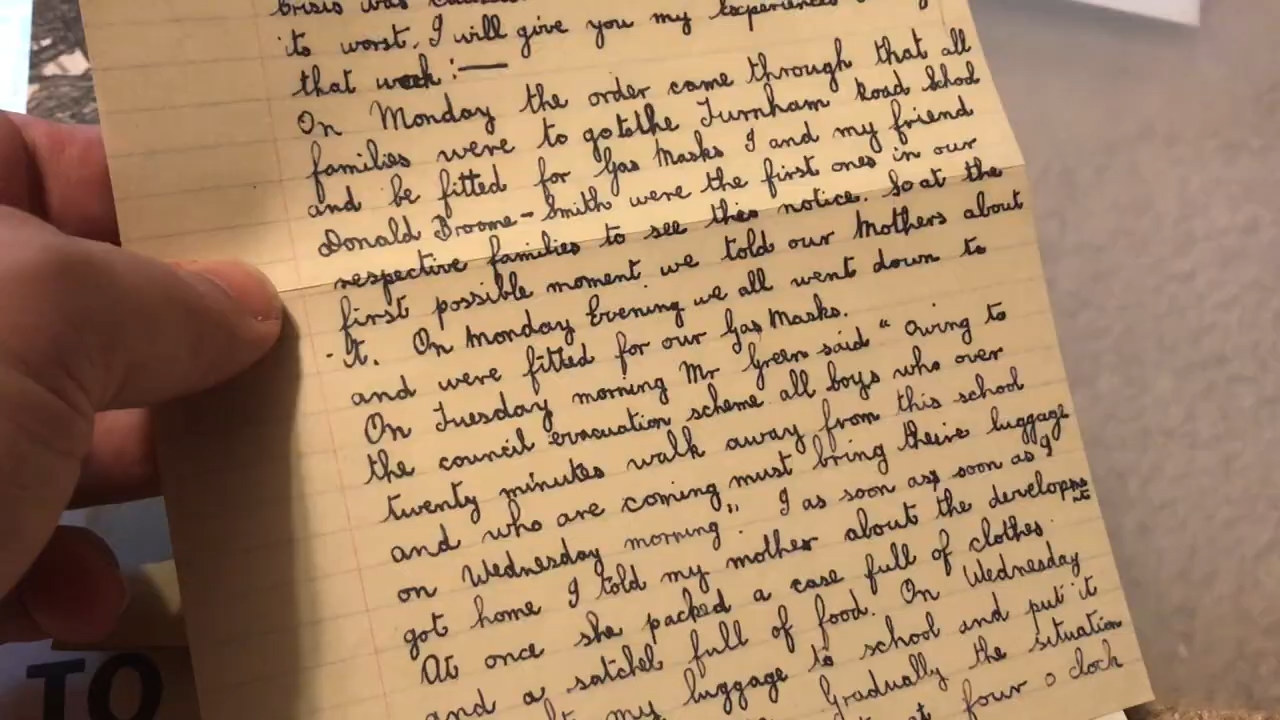 Crisis was
to worst. I will give you my Experiences
that week :—
On Monday the order came through that all
families were to go to the Turnham Road School
and be fitted for Gas Masks I and my friend
Donald Broome-Smith were the first ones in our
respective families to see this notice. So at the
first possible moment we told our Mothers about
- it. On Monday Evening we all went down to
and were fitted for our Gas Masks.
On Tuesday morning Mr Green said "Owing to
the council evacuation scheme all boys who over
twenty minutes walk away from this school
and who are coming must bring theire luggage
on Wednesday morning". I as soon as soon as I
got home I told my mother about the developments
At once she packed a case full of clothes
and a satchel full of food. On Wednesday
my luggage to school and put it
Gradually the situation
at four o clock
TO